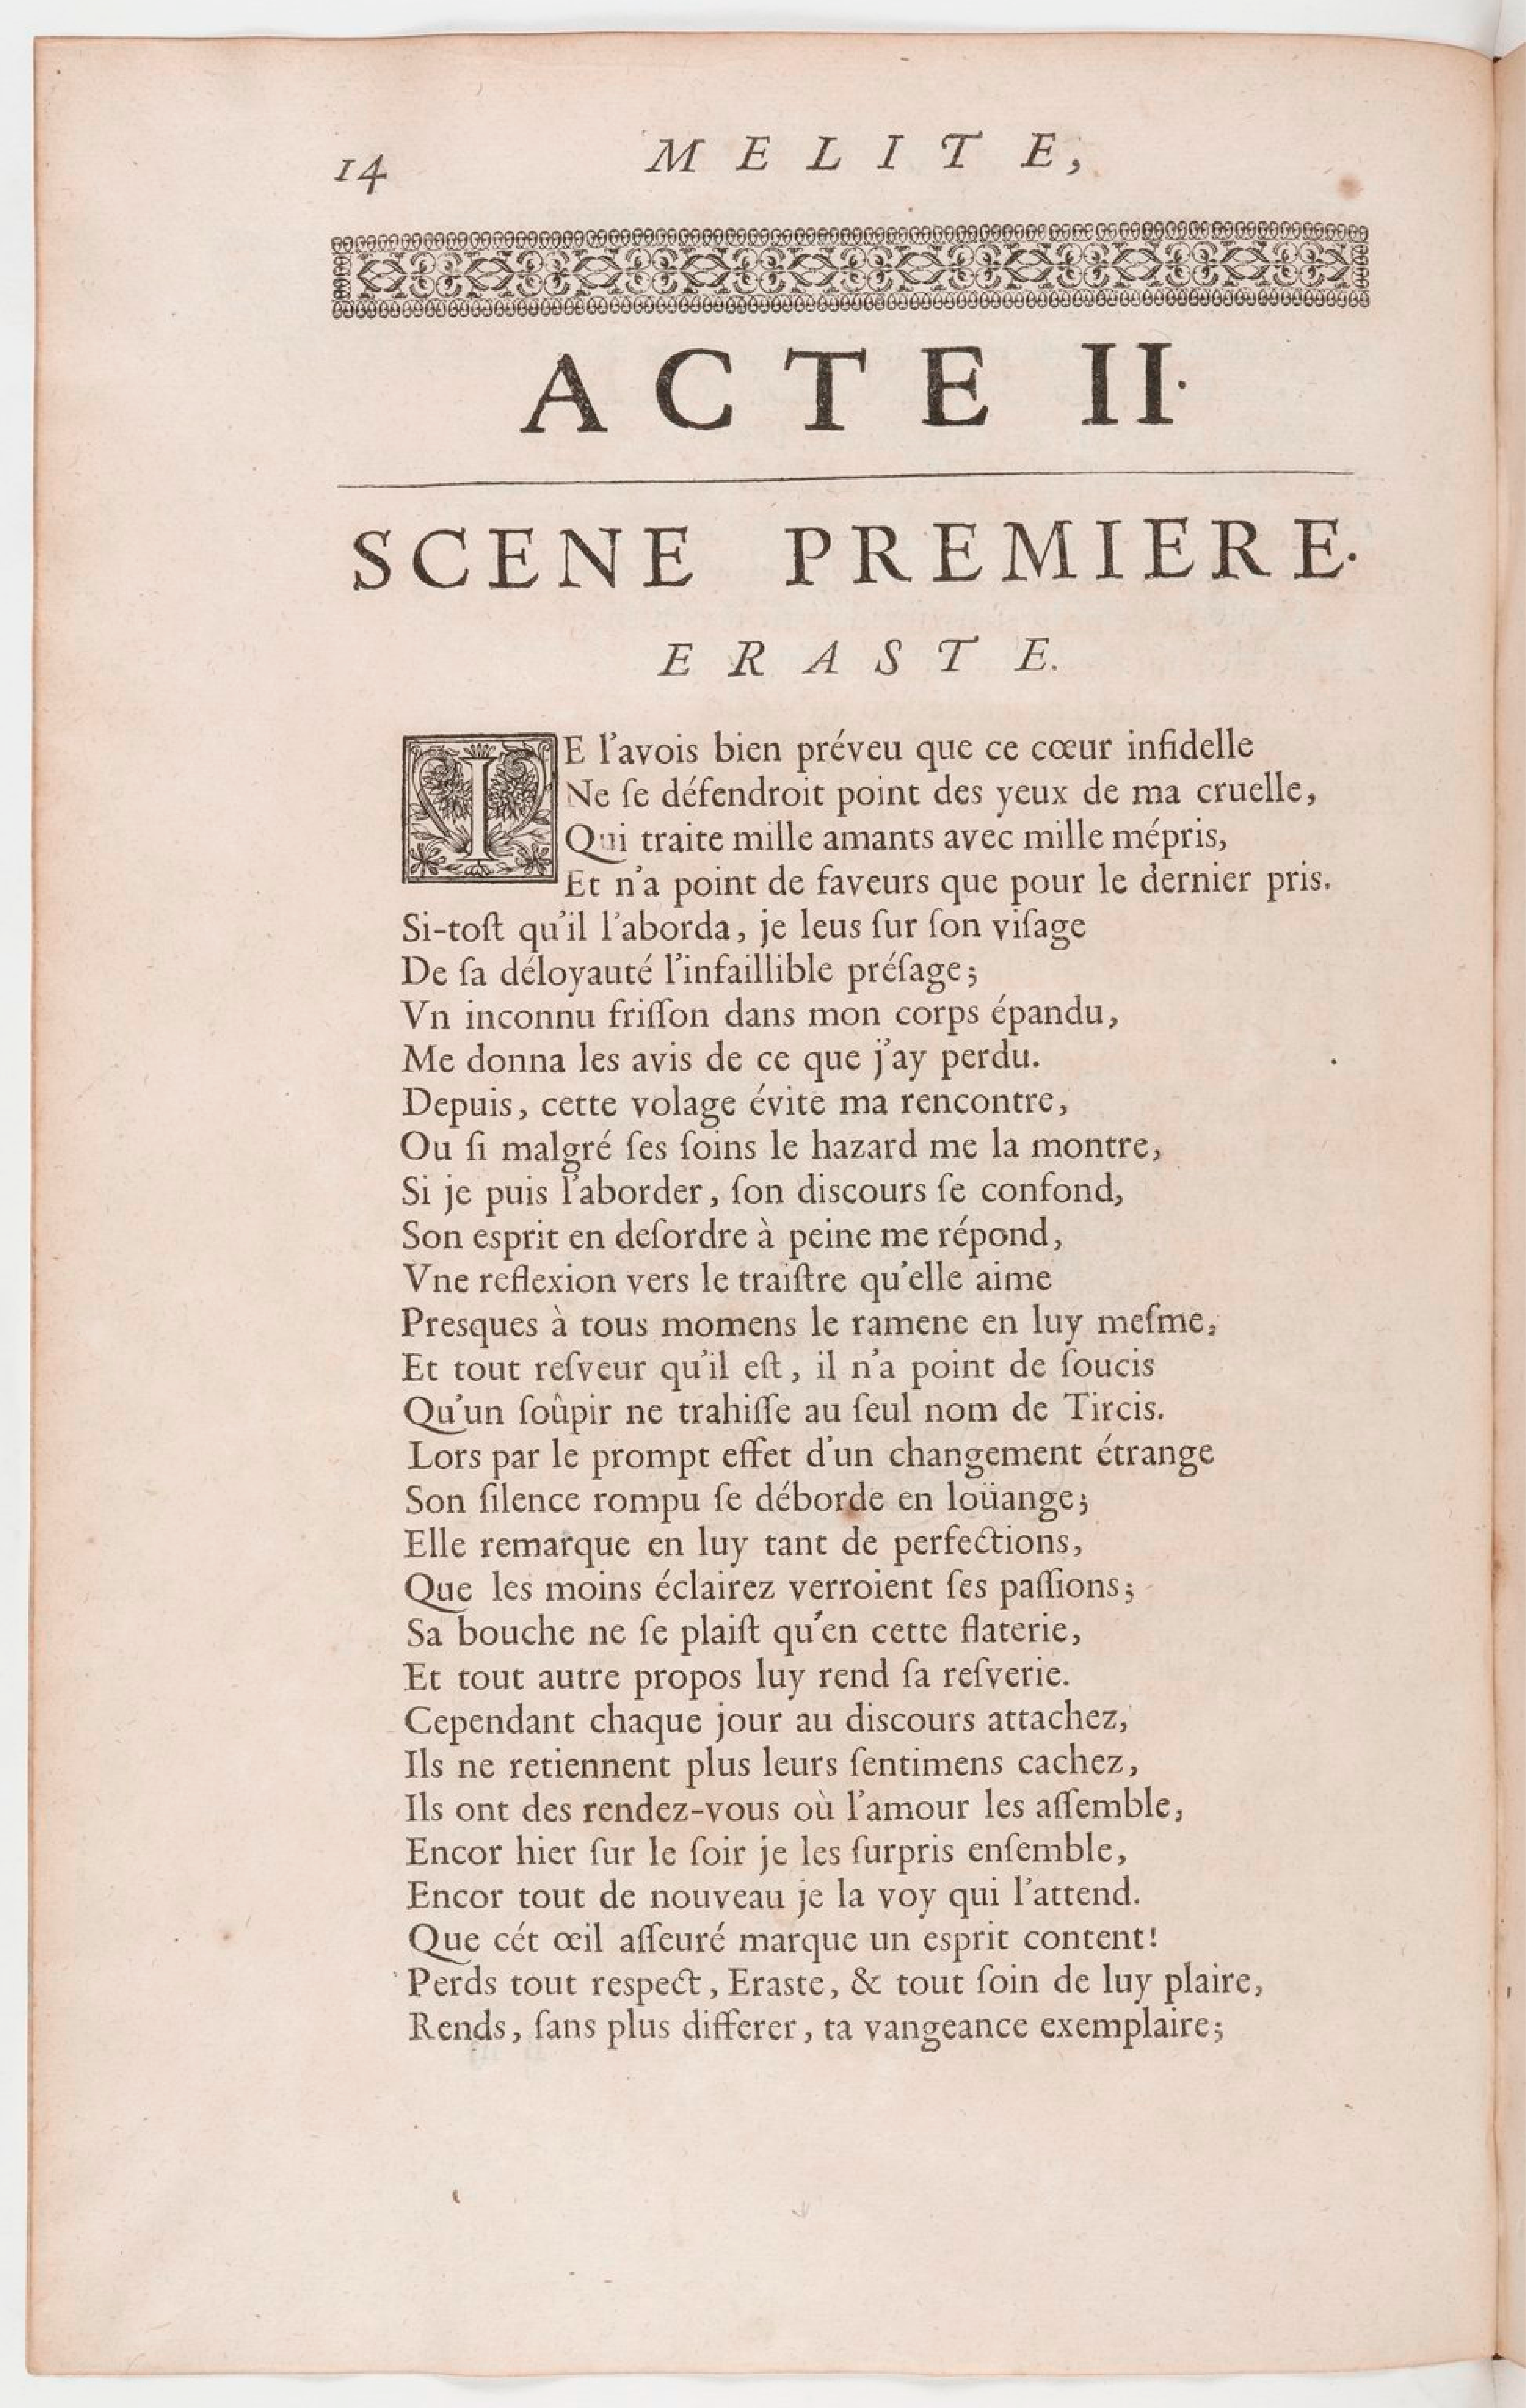 14
MELITE,
ACTE II.
SCENE PREMIERE.
ERASTE.
IE l'avois bien préveu que ce cœur infidelle
Ne ſe défendroit point des yeux de ma cruelle,
Qui traite mille amants avec mille mépris,
Et n'a point de faveurs que pour le dernier pris.
Si-toſt qu'il l'aborda, je leus ſur ſon viſage
De ſa déloyauté l'infaillible préſage;
Vn inconnu friſſon dans mon corps épandu,
Me donna les avis de ce que j'ay perdu.
Depuis, cette volage évite ma rencontre,
Ou ſi malgré ſes ſoins le hazard me la montre,
Si je puis l'aborder, ſon discours ſe confond,
Son esprit en deſordre à peine me répond,
Vne reflexion vers le traiſtre qu'elle aime
Presques à tous momens le ramene en luy meſme,
Et tout reſveur qu'il eſt, il n'a point de ſoucis
Qu'un ſoûpir ne trahiſſe au ſeul nom de Tircis.
Lors par le prompt effet d'un changement étrange
Son ſilence rompu ſe déborde en loüange;
Elle remarque en luy tant de perfections,
Que les moins éclairez verroient ſes paſſions;
Sa bouche ne ſe plaiſt qu'en cette flaterie,
Et tout autre propos luy rend ſa reſverie.
Cependant chaque jour au discours attachez,
Ils ne retiennent plus leurs ſentimens cachez,
Ils ont des rendez-vous où l'amour les aſſemble,
Encor hier ſur le ſoir je les ſurpris enſemble,
Encor tout de nouveau je la voy qui l'attend.
Que cét œil aſſeuré marque un esprit content!
Perds tout respect, Eraste, & tout ſoin de luy plaire,
Rends, ſans plus differer, ta vangeance exemplaire;